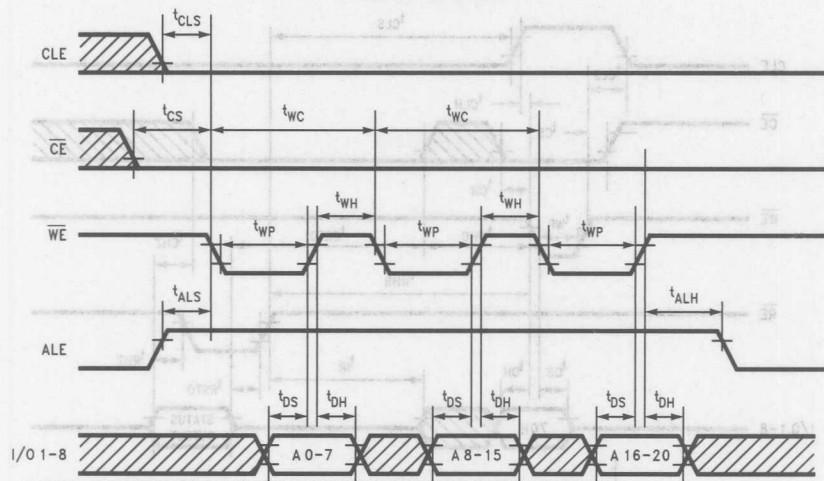 tCLS
CLE
tCS tWC tWC
CE
tWH tWH
WE tWP tWP tWP
tALS tALH
ALE
tDS tDH tDS tDH tDS tDH
I/O 1-8 A 0-7 A 8-15 A 16-20